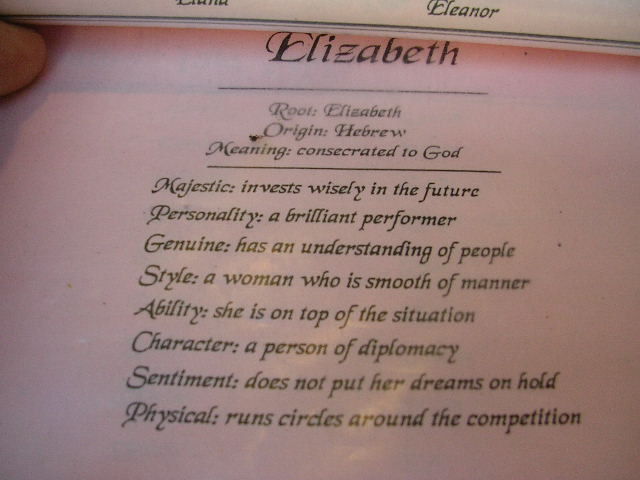 Eleanor
Elizabeth
Root: Elizabeth
Origin: Hebrew
Meaning: consecrated to God
Majestic: invests wisely in the future
Personality: a brilliant performer
Genuine: has an understanding of people
Style: a woman who is smooth of manner
Ability: she is on top of the situation
Character: a person of diplomacy
Sentiment: does not put her dreams on hold
Physical: runs circles around the competition